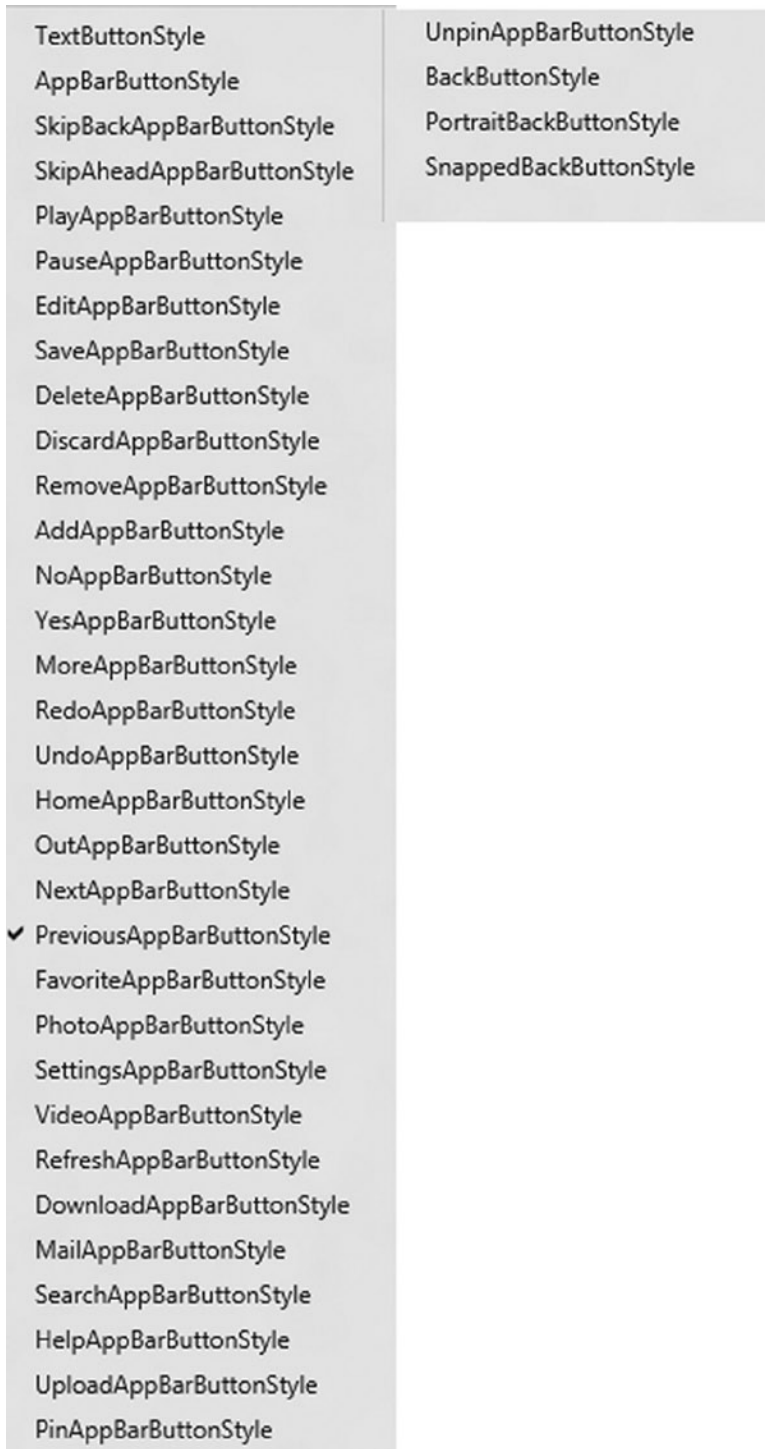 TextButtonStyle
AppBarButtonStyle
SkipBackAppBarButtonStyle
SkipAheadAppBarButtonStyle
PlayAppBarButtonStyle
PauseAppBarButtonStyle
EditAppBarButtonStyle
SaveAppBarButtonStyle
DeleteAppBarButtonStyle
DiscardAppBarButtonStyle
RemoveAppBarButtonStyle
AddAppBarButtonStyle
NoAppBarButtonStyle
YesAppBarButtonStyle
MoreAppBarButtonStyle
RedoAppBarButtonStyle
UndoAppBarButtonStyle
HomeAppBarButtonStyle
OutAppBarButtonStyle
NextAppBarButtonStyle
PreviousAppBarButtonStyle
FavoriteAppBarButtonStyle
PhotoAppBarButtonStyle
SettingsAppBarButtonStyle
VideoAppBarButtonStyle
RefreshAppBarButtonStyle
DownloadAppBarButtonStyle
MailAppBarButtonStyle
SearchAppBarButtonStyle
HelpAppBarButtonStyle
UploadAppBarButtonStyle
PinAppBarButtonStyle
UnpinAppBarButtonStyle
BackButtonStyle
PortraitBackButtonStyle
SnappedBackButtonStyle